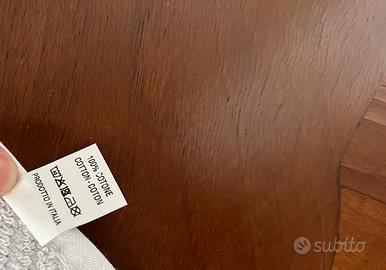 100% COTONE
COTTON - COTON
PRODOTTO IN ITALIA
subito